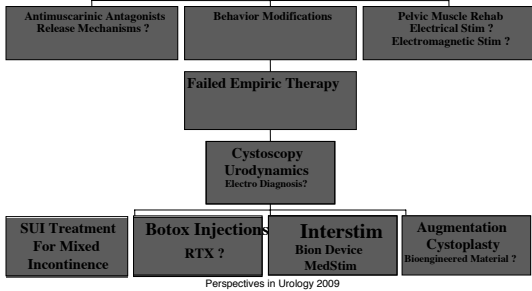 Antimuscarinic Antagonists
Release Mechanisms ?
Behavior Modifications
Pelvic Muscle Rehab
Electrical Stim ?
Electromagnetic Stim ?
Failed Empiric Therapy
Cystoscopy
Urodynamics
Electro Diagnosis?
SUI Treatment
For Mixed
Incontinence
Botox Injections
RTX ?
Interstim
Bion Device
MedStim
Augmentation
Cystoplasty
Bioengineered Material ?
Perspectives in Urology 2009